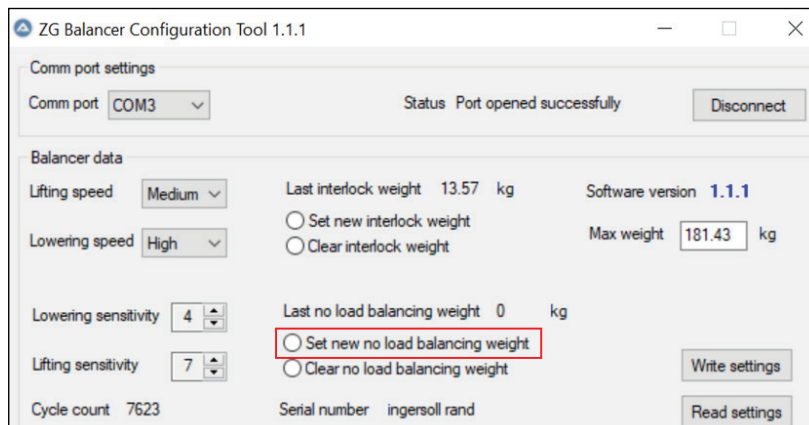 ZG Balancer Configuration Tool 1.1.1
Comm port settings
Comm port COM3 Status Port opened successfully Disconnect
Balancer data
Lifting speed Medium Last interlock weight 13.57 kg Software version 1.1.1
Set new interlock weight
Lowering speed High Clear interlock weight Max weight 181.43 kg
Lowering sensitivity 4 Last no load balancing weight 0 kg
Set new no load balancing weight
Lifting sensitivity 7 Clear no load balancing weight Write settings
Cycle count 7623 Serial number ingersoll rand Read settings